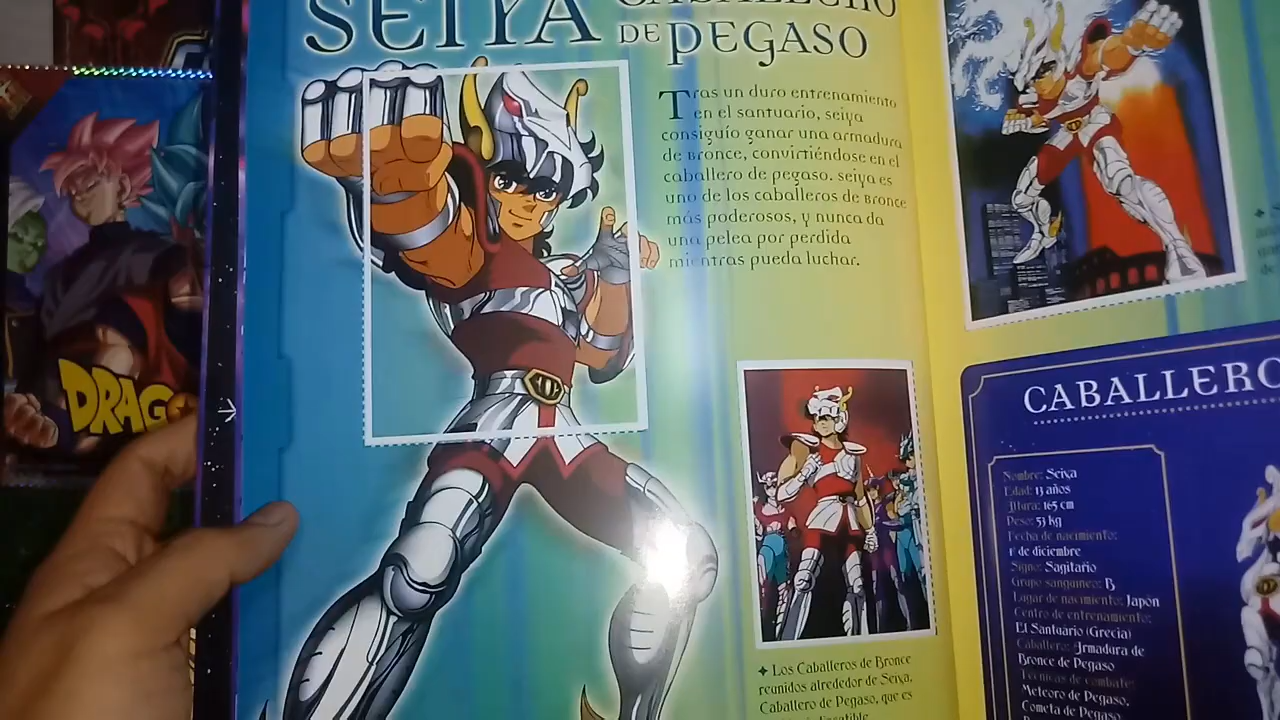 SEIYA CABALLERO
DE PEGASO
Tras un duro entrenamiento
en el santuario, seiya
consiguío ganar una armadura
de bronce, convirtiéndose en el
caballero de pegaso. seiya es
uno de los caballeros de bronce
más poderosos, y nunca da
una pelea por perdida
mientras pueda luchar.
✦ Los Caballeros de Bronce
reunidos alrededor de Seiya,
Caballero de Pegaso, que es
CABALLERO
Nombre: Seiya
Edad: 13 años
Altura: 165 cm
Peso: 53 kg
Fecha de nacimiento:
1º de diciembre
Signo: Sagitario
Grupo sanguíneo: B
Lugar de nacimiento: Japón
Centro de entrenamiento:
El Santuario (Grecia)
Caballero: Armadura de
Bronce de Pegaso
Técnicas de combate:
Meteoro de Pegaso,
Cometa de Pegaso
DRAG